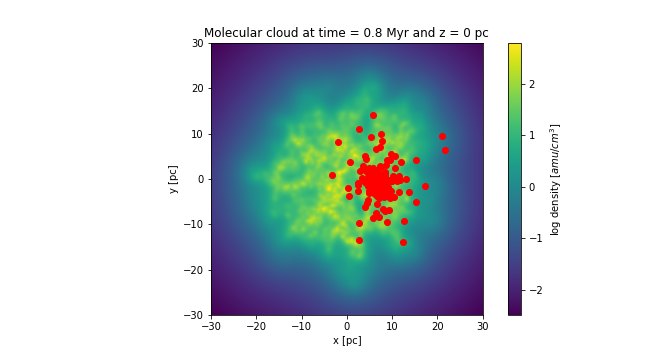 Molecular cloud at time = 0.8 Myr and z = 0 pc
30
20
10
0
−10
−20
−30
y [pc]
−30 −20 −10 0 10 20 30
x [pc]
2
1
0
−1
−2
log density [amu/cm³]